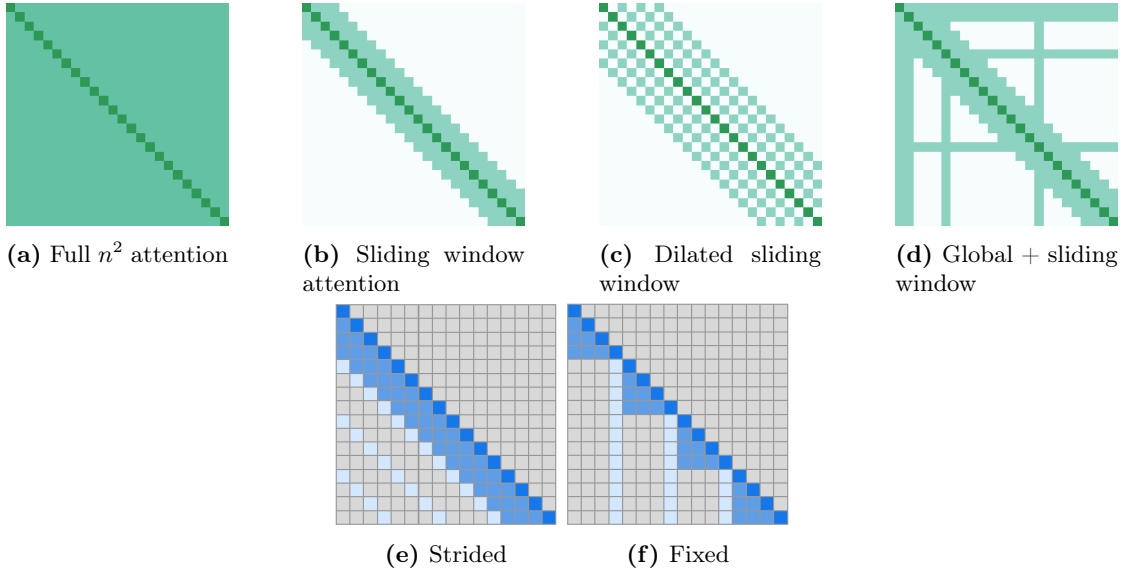 (a) Full n² attention
(b) Sliding window
attention
(c) Dilated sliding
window
(d) Global + sliding
window
(e) Strided
(f) Fixed